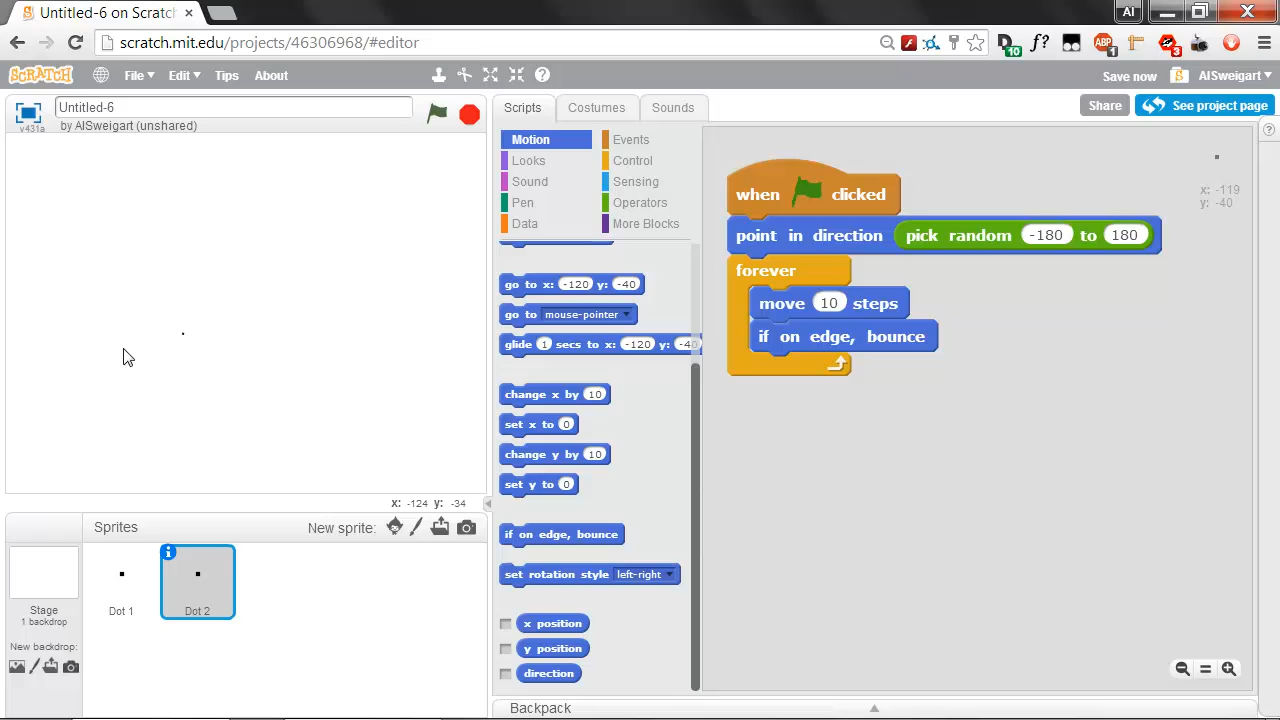 Untitled-6 on Scratch
AI
scratch.mit.edu/projects/46306968/#editor
10
f?
ABP
1
3
SCRATCH
File Edit Tips About
Save now
AlSweigart
v431a
Untitled-6
by AlSweigart (unshared)
Scripts
Costumes
Sounds
Share
See project page
Motion
Looks
Sound
Pen
Data
Events
Control
Sensing
Operators
More Blocks
go to x: -120 y: -40
go to mouse-pointer
glide 1 secs to x: -120 y: -40
change x by 10
set x to 0
change y by 10
set y to 0
if on edge, bounce
set rotation style left-right
x position
y position
direction
when clicked
point in direction pick random -180 to 180
forever
move 10 steps
if on edge, bounce
x: -119
y: -40
x: -124 y: -34
Sprites
New sprite:
Stage
1 backdrop
New backdrop:
Dot 1
Dot 2
Backpack